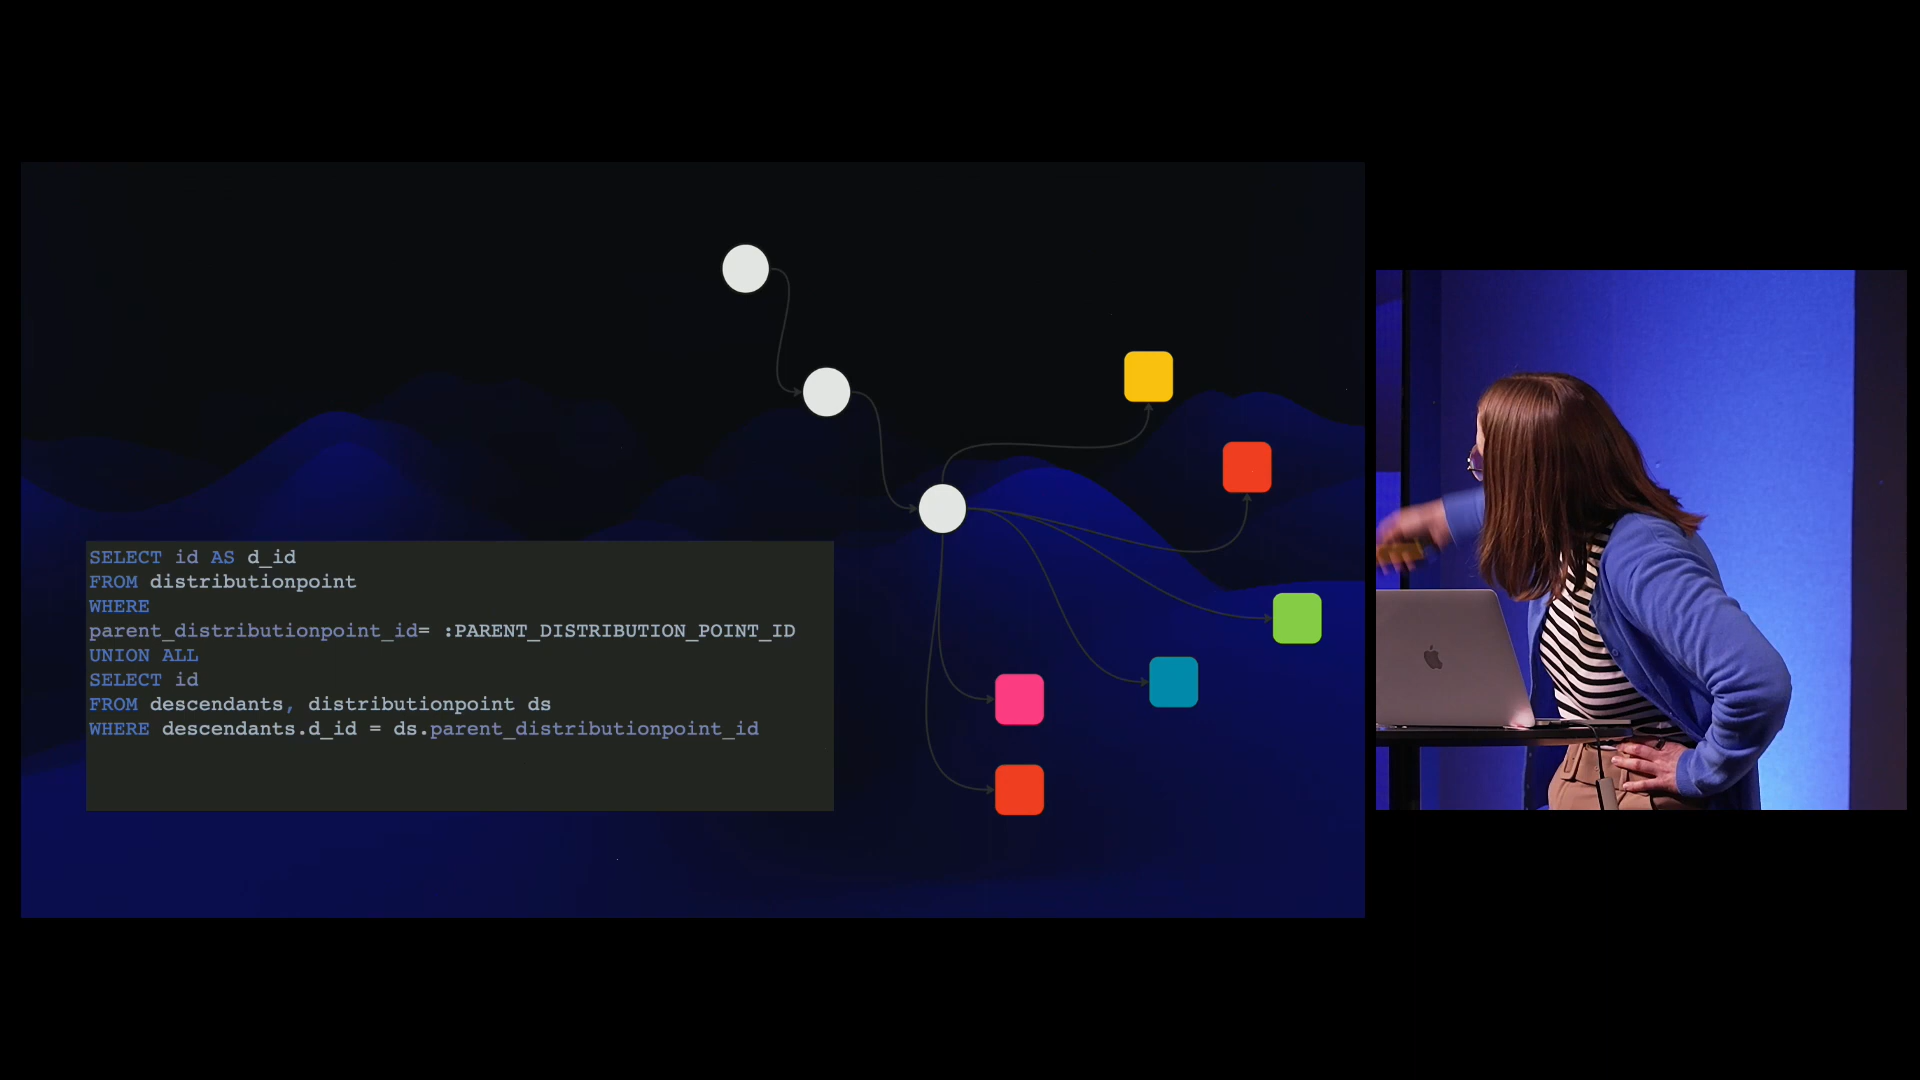 SELECT id AS d_id
FROM distributionpoint
WHERE
parent_distributionpoint_id= :PARENT_DISTRIBUTION_POINT_ID
UNION ALL
SELECT id
FROM descendants, distributionpoint ds
WHERE descendants.d_id = ds.parent_distributionpoint_id